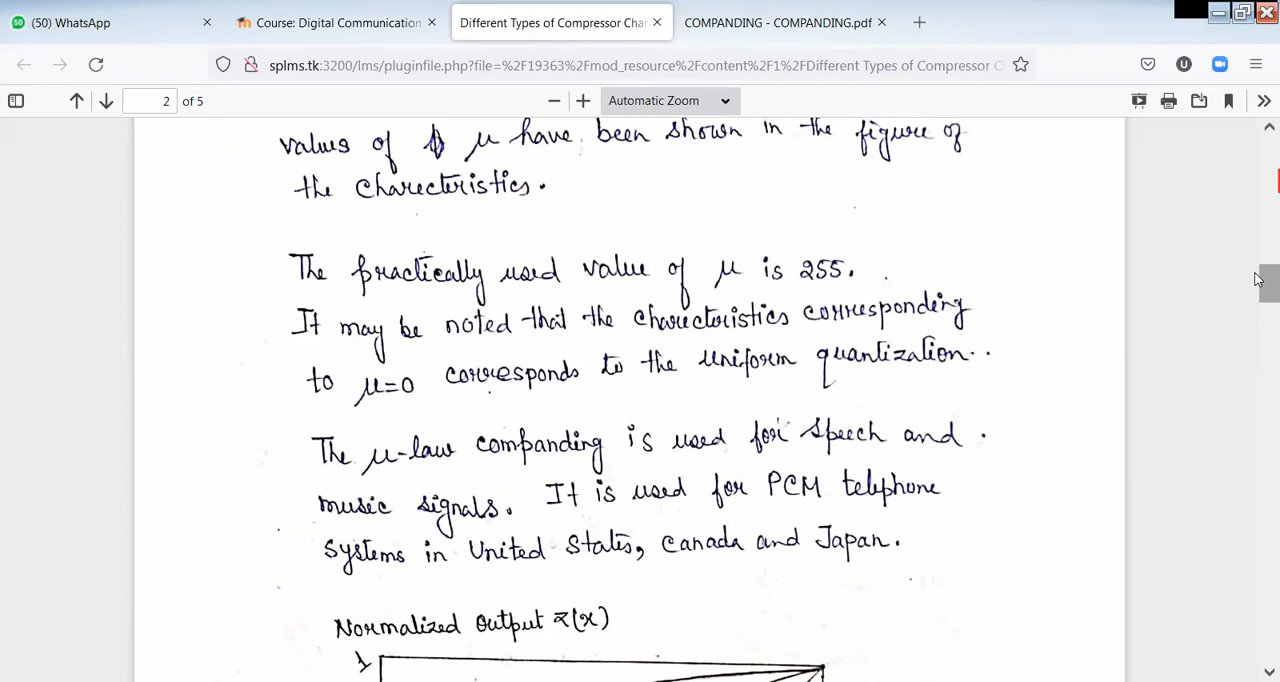 (50) WhatsApp
Course: Digital Communication
Different Types of Compressor Cha
COMPANDING - COMPANDING.pdf
splms.tk:3200/lms/pluginfile.php?file=%2F19363%2Fmod_resource%2Fcontent%2F1%2FDifferent Types of Compressor C
2 of 5
Automatic Zoom
values of μ have been shown in the figure of
the charecteristics.
The practically used value of μ is 255.
It may be noted that the charecteristics corresponding
to μ=0 corresponds to the uniform quantization..
The μ-law companding is used for speech and
music signals. It is used for PCM telephone
systems in United States, Canada and Japan.
Normalized output z(x)
1